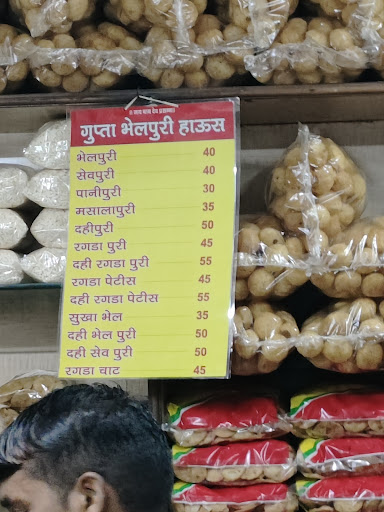 गुप्ता भेलपुरी हाऊस
भेलपुरी 40
सेवपुरी 40
पानीपुरी 30
मसालापुरी 35
दहीपुरी 50
रगडा पुरी 45
दही रगडा पुरी 55
रगडा पेटीस 45
दही रगडा पेटीस 55
सुखा भेल 35
दही भेल पुरी 50
दही सेव पुरी 50
रगडा चाट 45